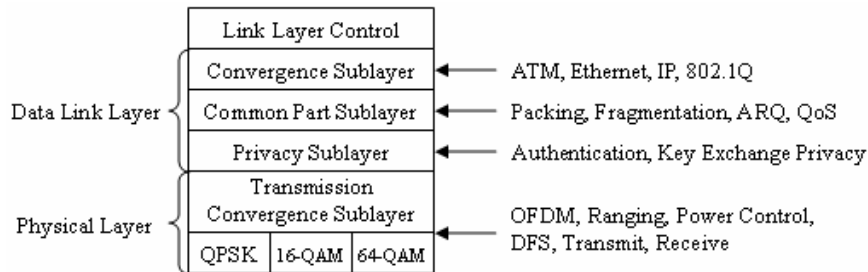 Link Layer Control
Convergence Sublayer
ATM, Ethernet, IP, 802.1Q
Data Link Layer
Common Part Sublayer
Packing, Fragmentation, ARQ, QoS
Privacy Sublayer
Authentication, Key Exchange Privacy
Physical Layer
Transmission
Convergence Sublayer
OFDM, Ranging, Power Control,
DFS, Transmit, Receive
QPSK 16-QAM 64-QAM